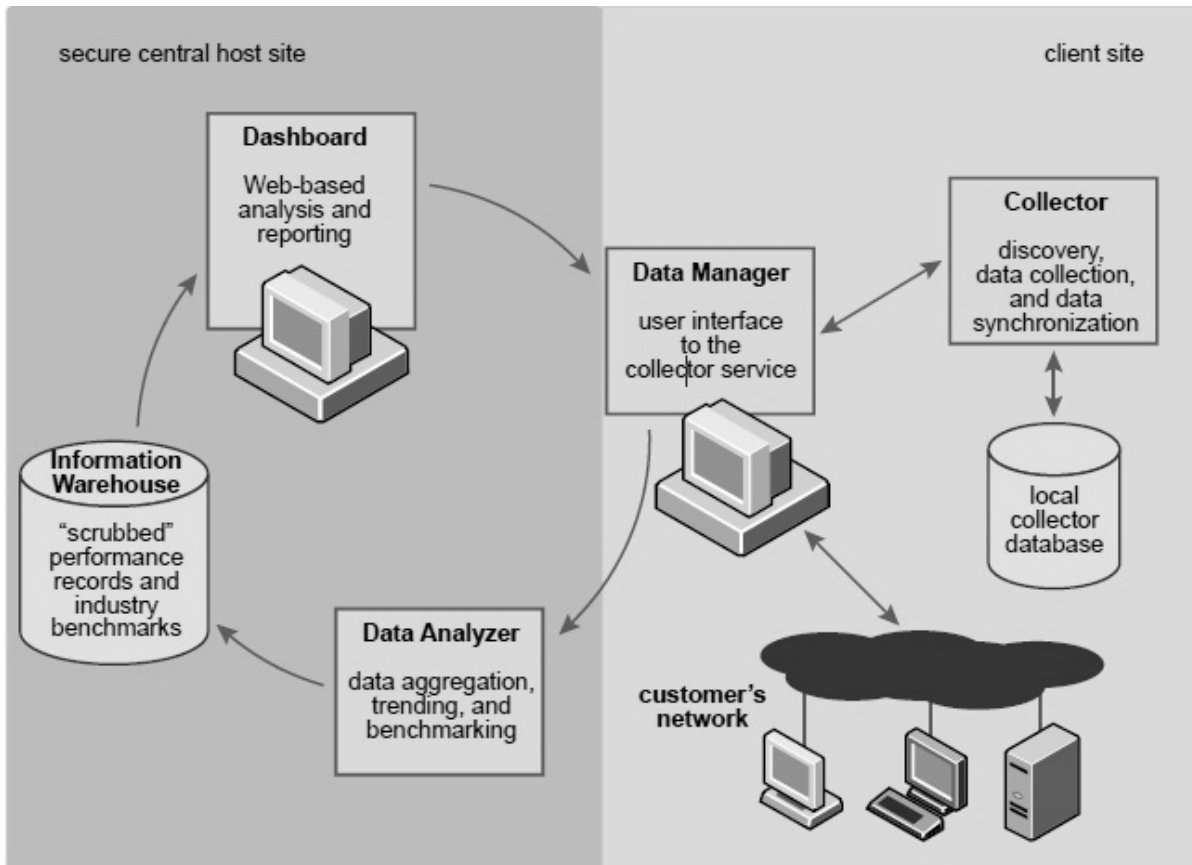 secure central host site
client site
Dashboard
Web-based
analysis and
reporting
Data Manager
user interface
to the
collector service
Collector
discovery,
data collection,
and data
synchronization
local
collector
database
Information
Warehouse
“scrubbed”
performance
records and
industry
benchmarks
Data Analyzer
data aggregation,
trending, and
benchmarking
customer's
network